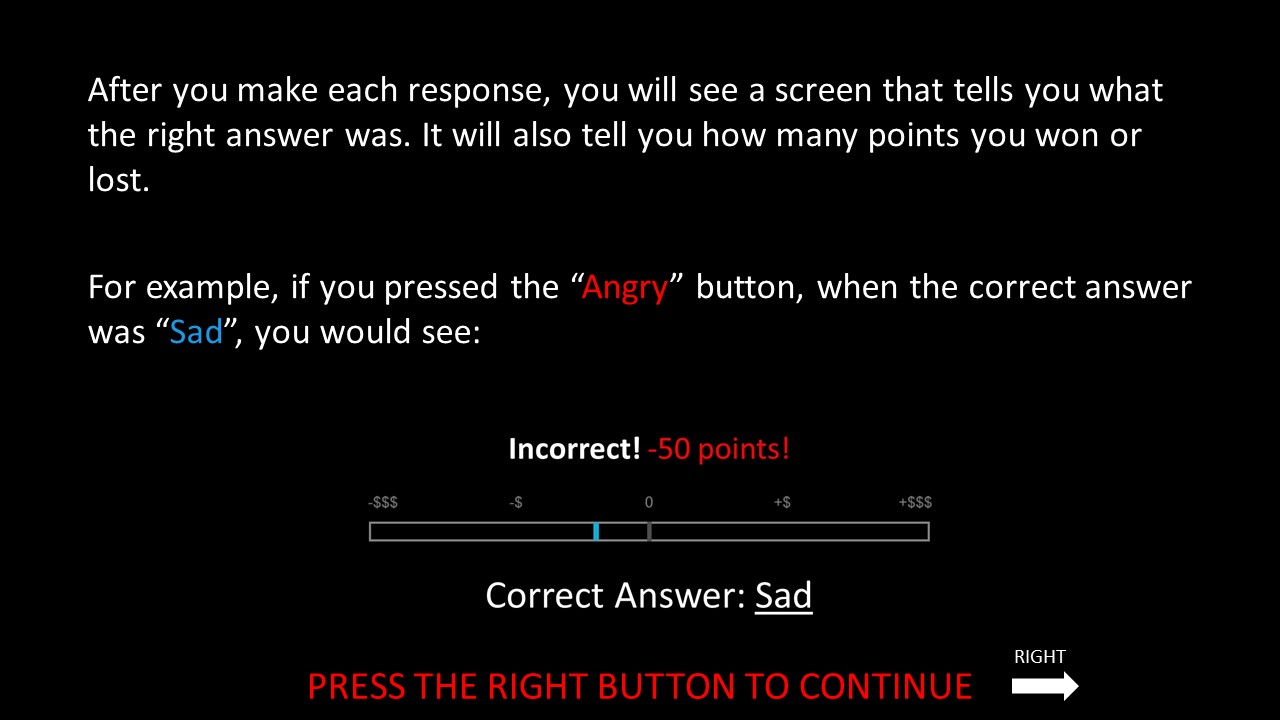 After you make each response, you will see a screen that tells you what
the right answer was. It will also tell you how many points you won or
lost.
For example, if you pressed the “Angry” button, when the correct answer
was “Sad”, you would see:
Incorrect! -50 points!
-$$$ -$ 0 +$ +$$$
Correct Answer: Sad
RIGHT
PRESS THE RIGHT BUTTON TO CONTINUE